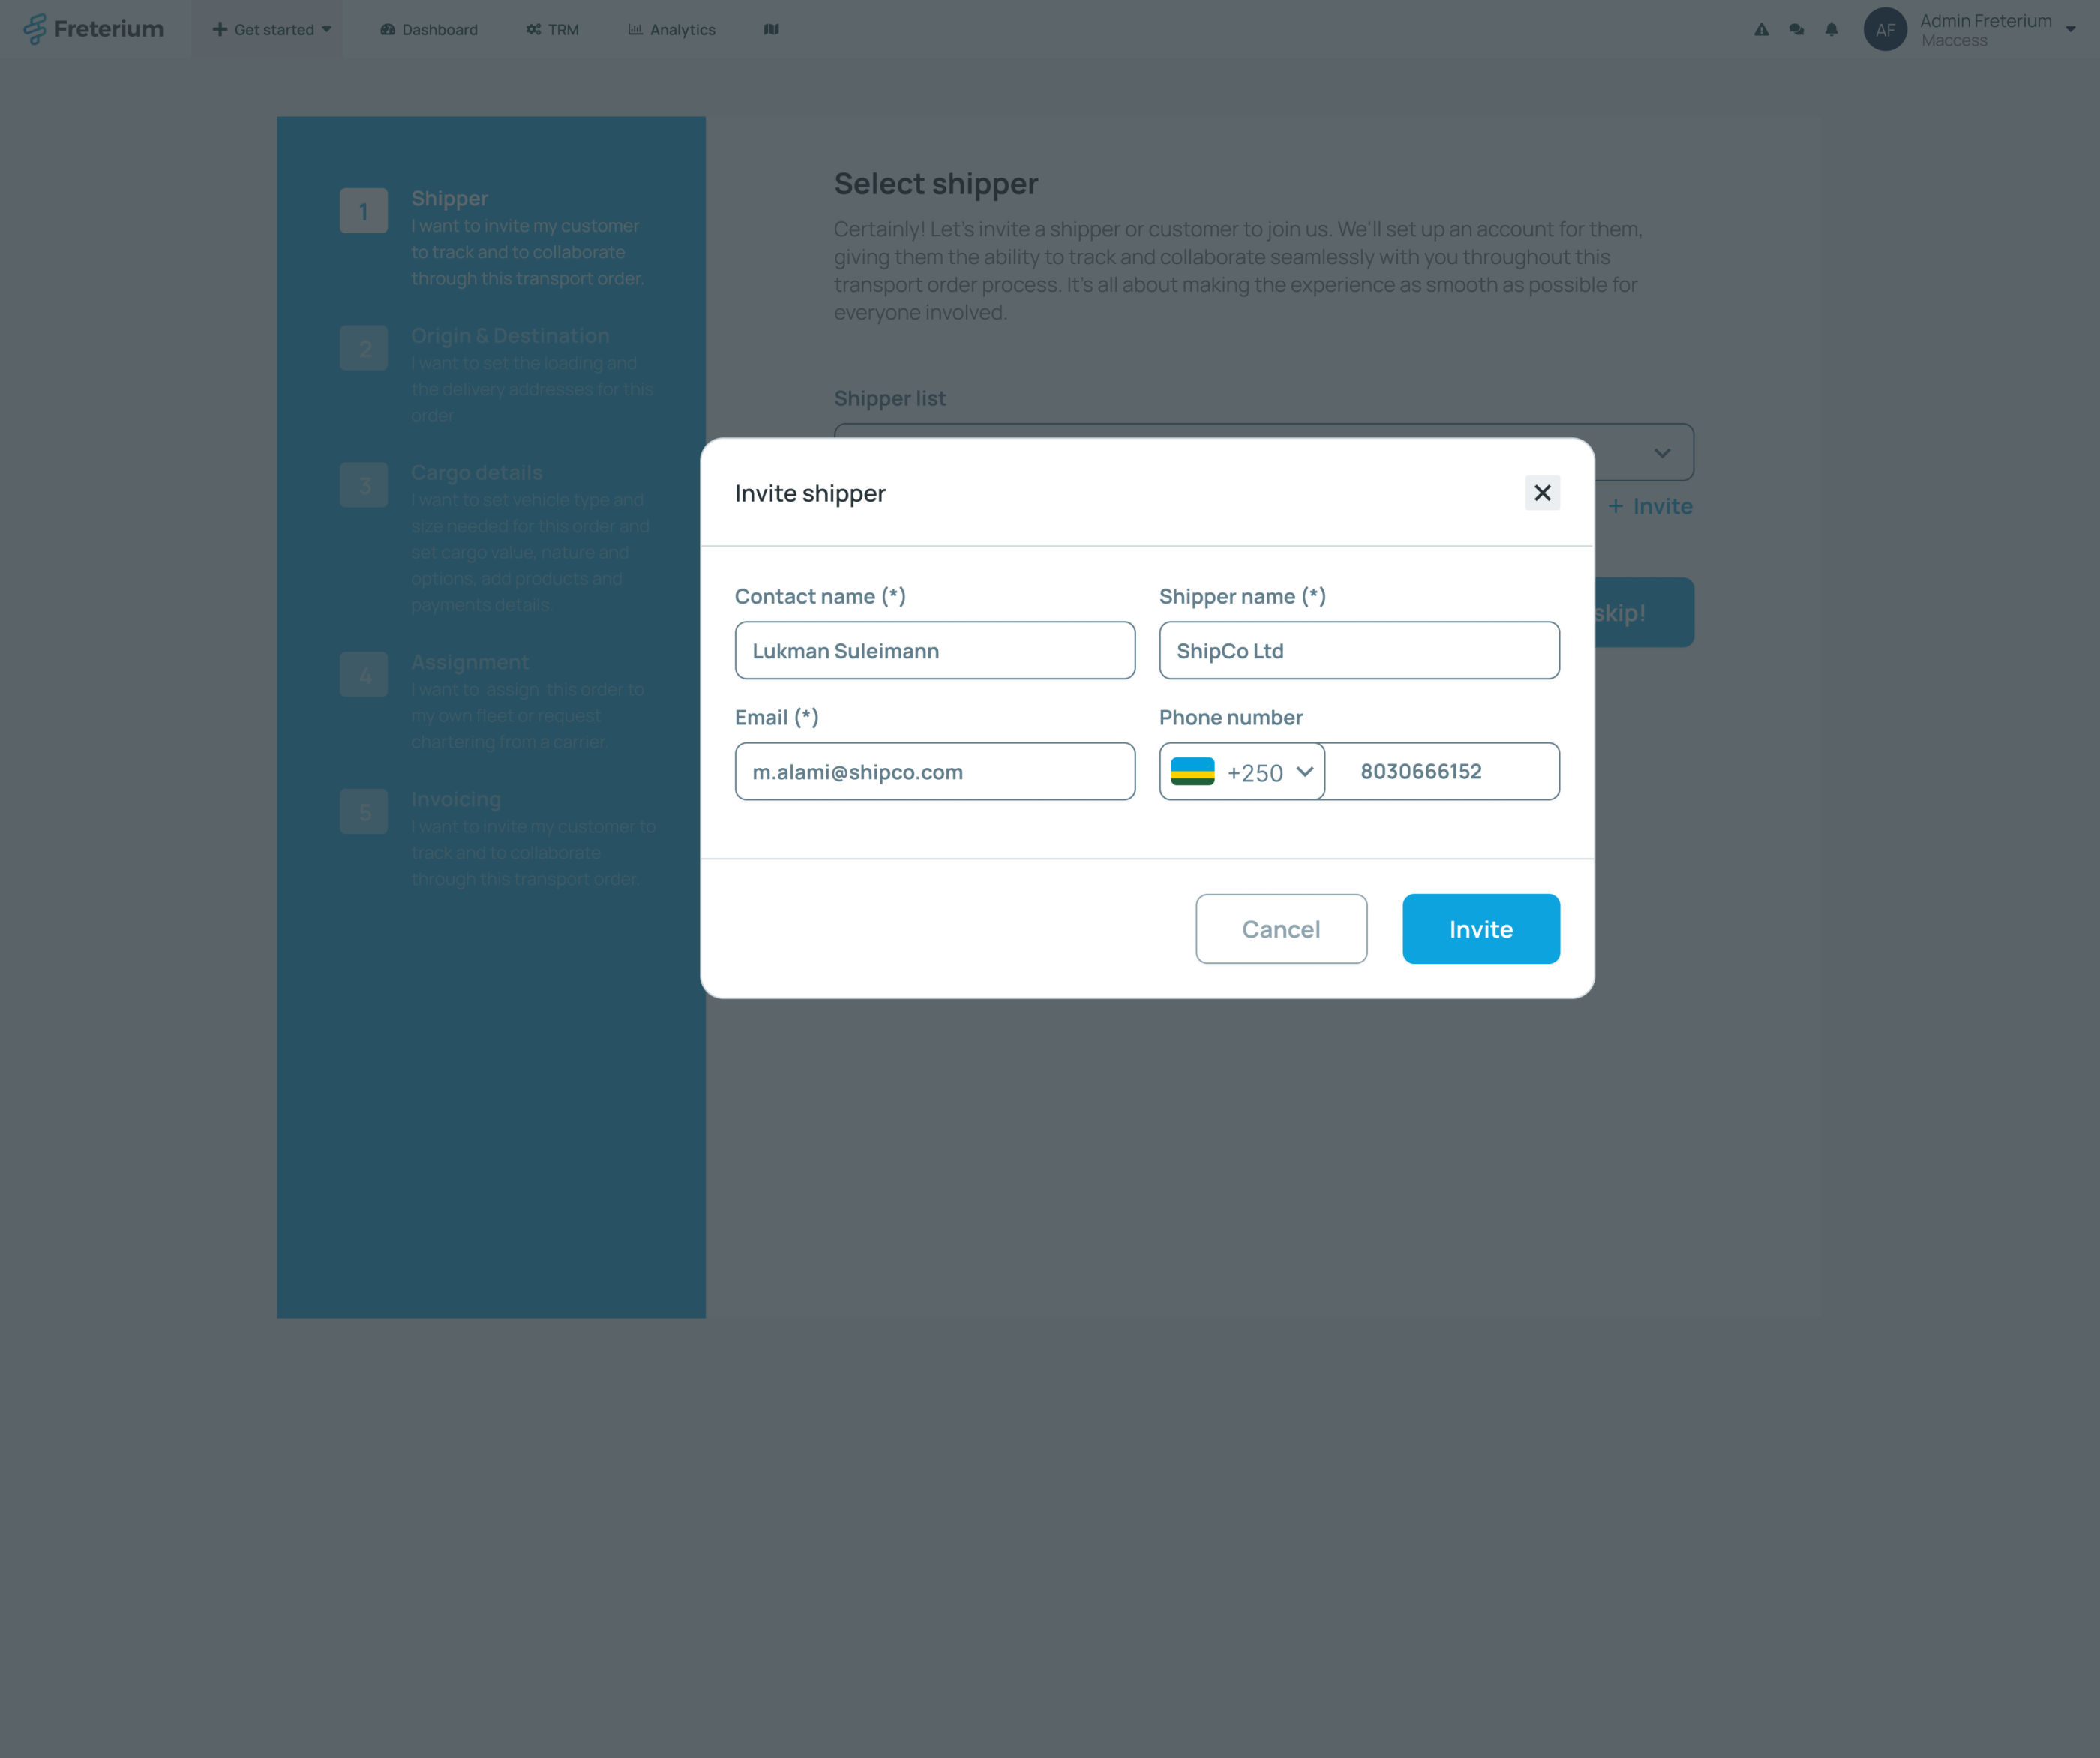 Freterium
Get started
Dashboard
TRM
Analytics
AF
Admin Freterium
Maccess
1
Shipper
I want to invite my customer
to track and to collaborate
through this transport order.
2
Origin & Destination
I want to set the loading and
the delivery addresses for this
order
3
Cargo details
I want to set vehicle type and
size needed for this order and
set cargo value, nature and
options, add products and
payments details.
4
Assignment
I want to assign this order to
my own fleet or request
chartering from a carrier.
5
Invoicing
I want to invite my customer to
track and to collaborate
through this transport order.
Select shipper
Certainly! Let's invite a shipper or customer to join us. We'll set up an account for them,
giving them the ability to track and collaborate seamlessly with you throughout this
transport order process. It's all about making the experience as smooth as possible for
everyone involved.
Shipper list
+ Invite
skip!
Invite shipper
Contact name (*)
Lukman Suleimann
Shipper name (*)
ShipCo Ltd
Email (*)
m.alami@shipco.com
Phone number
+250
8030666152
Cancel
Invite